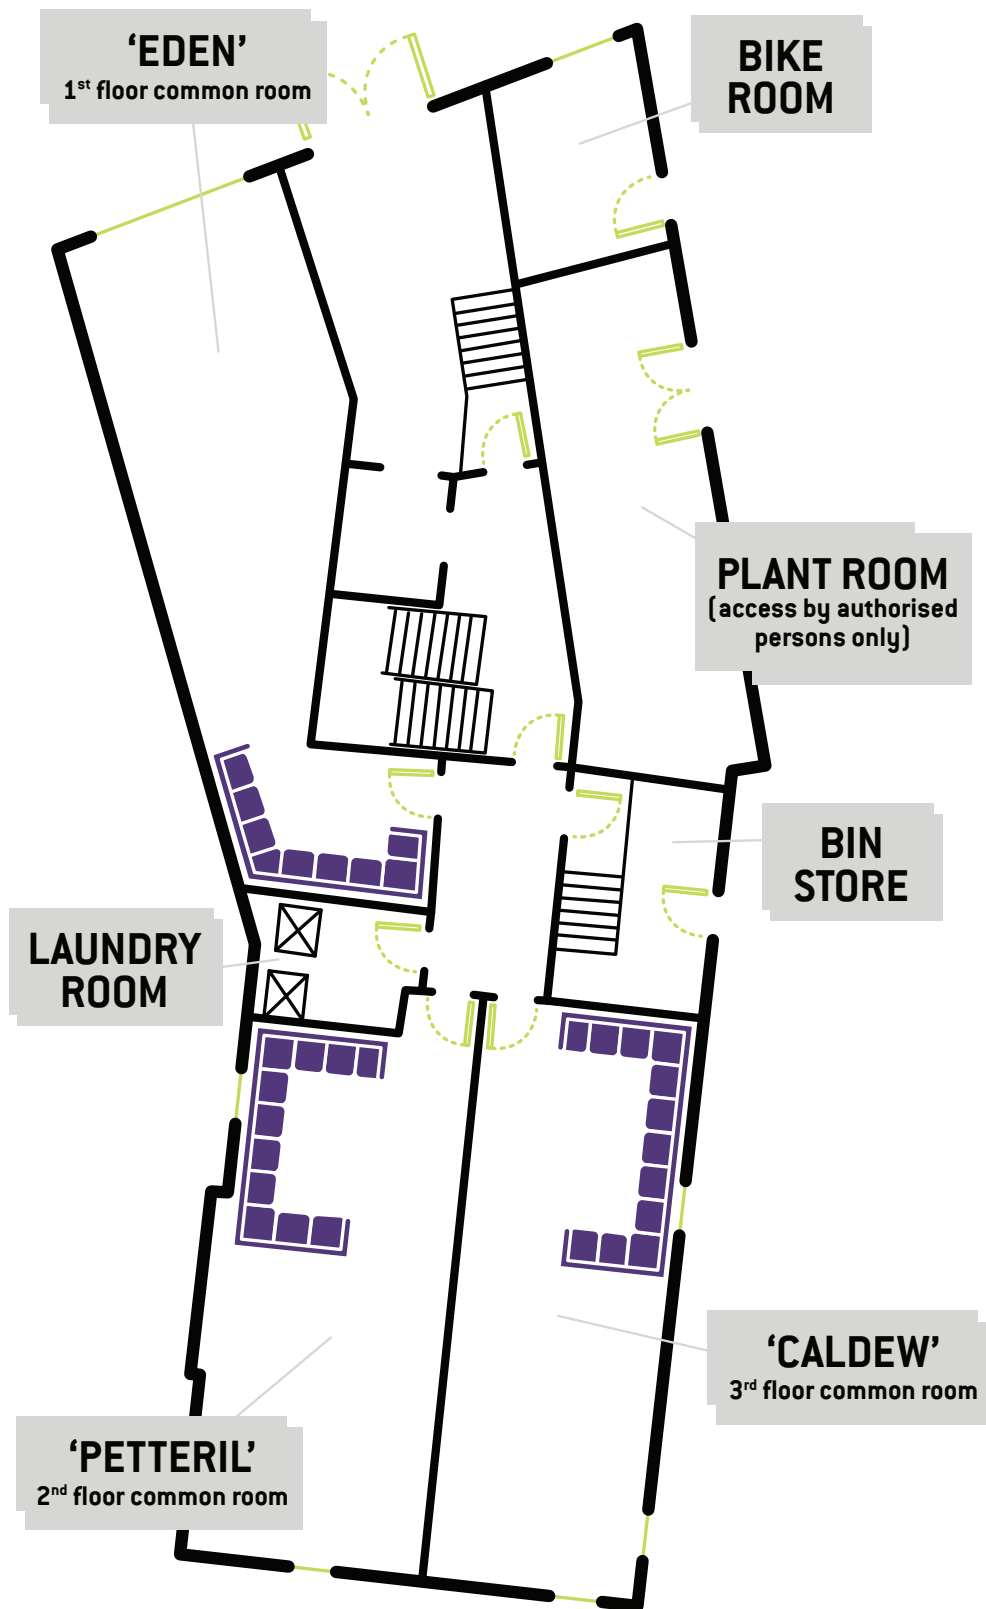 ‘EDEN’
1st floor common room
BIKE
ROOM
PLANT ROOM
(access by authorised
persons only)
BIN
STORE
LAUNDRY
ROOM
‘CALDEW’
3rd floor common room
‘PETTERIL’
2nd floor common room